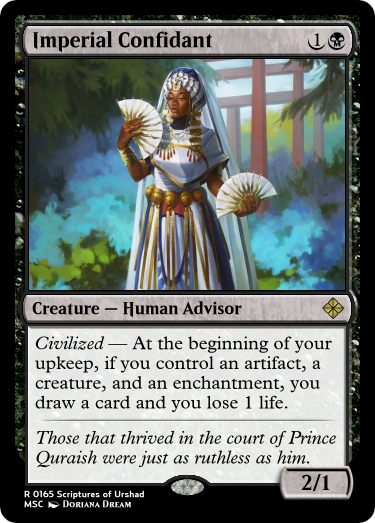 Imperial Confidant 1
Creature — Human Advisor
Civilized — At the beginning of your
upkeep, if you control an artifact, a
creature, and an enchantment, you
draw a card and you lose 1 life.
Those that thrived in the court of Prince
Quraish were just as ruthless as him.
2/1
R 0165 Scriptures of Urshad
MSC DORIANA DREAM